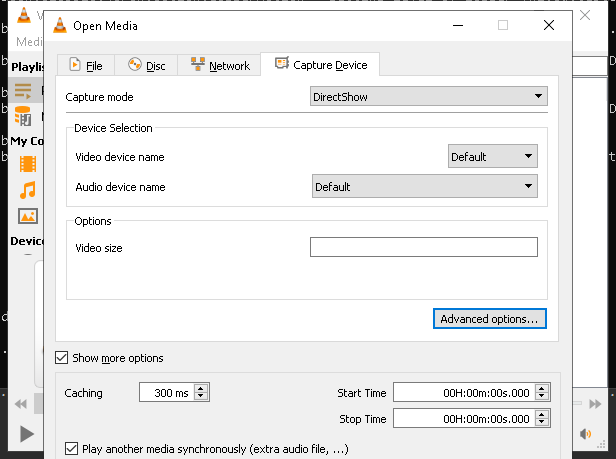 Open Media
Medi
File
Disc
Network
Capture Device
Playlis
Capture mode
DirectShow
Device Selection
My Co
Video device name
Default
Audio device name
Default
Options
Video size
Device
Advanced options...
Show more options
Caching
300 ms
Start Time
00H:00m:00s.000
Stop Time
00H:00m:00s.000
Play another media synchronously (extra audio file, ...)